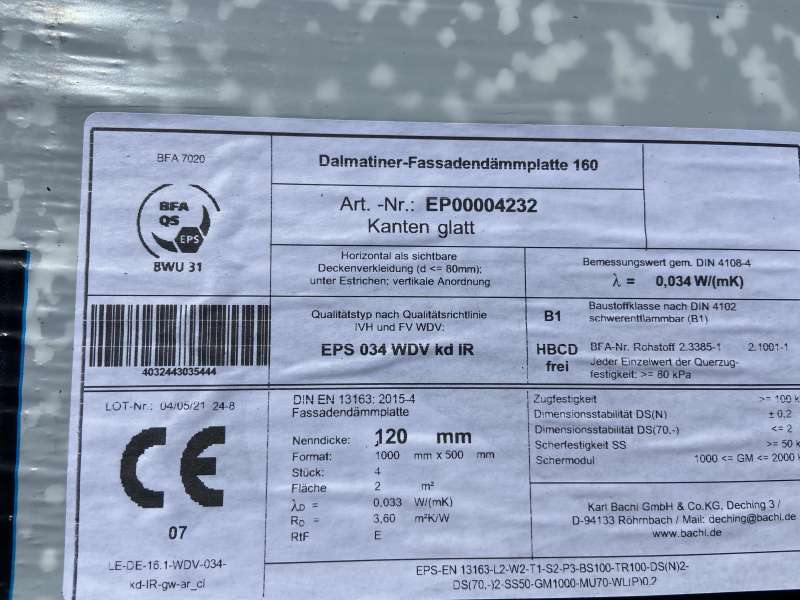 BFA 7020
BFA
QS
EPS
BWU 31
Dalmatiner-Fassadendämmplatte 160
Art. -Nr.: EP00004232
Kanten glatt
Horizontal als sichtbare
Deckenverkleidung (d <= 80mm);
unter Estrichen; vertikale Anordnung
Bemessungswert gem. DIN 4108-4
λ = 0,034 W/(mK)
4032443035444
Qualitätstyp nach Qualitätsrichtlinie
IVH und FV WDV:
EPS 034 WDV kd IR
B1
Baustoffklasse nach DIN 4102
schwerentflammbar (B1)
HBCD
frei
BFA-Nr. Rohstoff 2.3385-1 2.1001-1
Jeder Einzelwert der Querzug-
festigkeit: >= 80 kPa
LOT-Nr.: 04/05/21 24-8
CE
07
LE-DE-16.1-WDV-034-
kd-IR-gw-ar_cl
DIN EN 13163: 2015-4
Fassadendämmplatte
Nenndicke: 120 mm
Format: 1000 mm x 500 mm
Stück: 4
Fläche 2 m²
λD = 0,033 W/(mK)
RD = 3,60 m²K/W
RtF E
Zugfestigkeit >= 100 k
Dimensionsstabilität DS(N) ± 0,2
Dimensionsstabilität DS(70,-) <= 2
Scherfestigkeit SS >= 50 k
Schermodul 1000 <= GM <= 2000 k
Karl Bachl GmbH & Co.KG, Deching 3 /
D-94133 Röhrnbach / Mail: deching@bachl.de
www.bachl.de
EPS-EN 13163-L2-W2-T1-S2-P3-BS100-TR100-DS(N)2-
DS(70,-)2-SS50-GM1000-MU70-WL(P)0.2